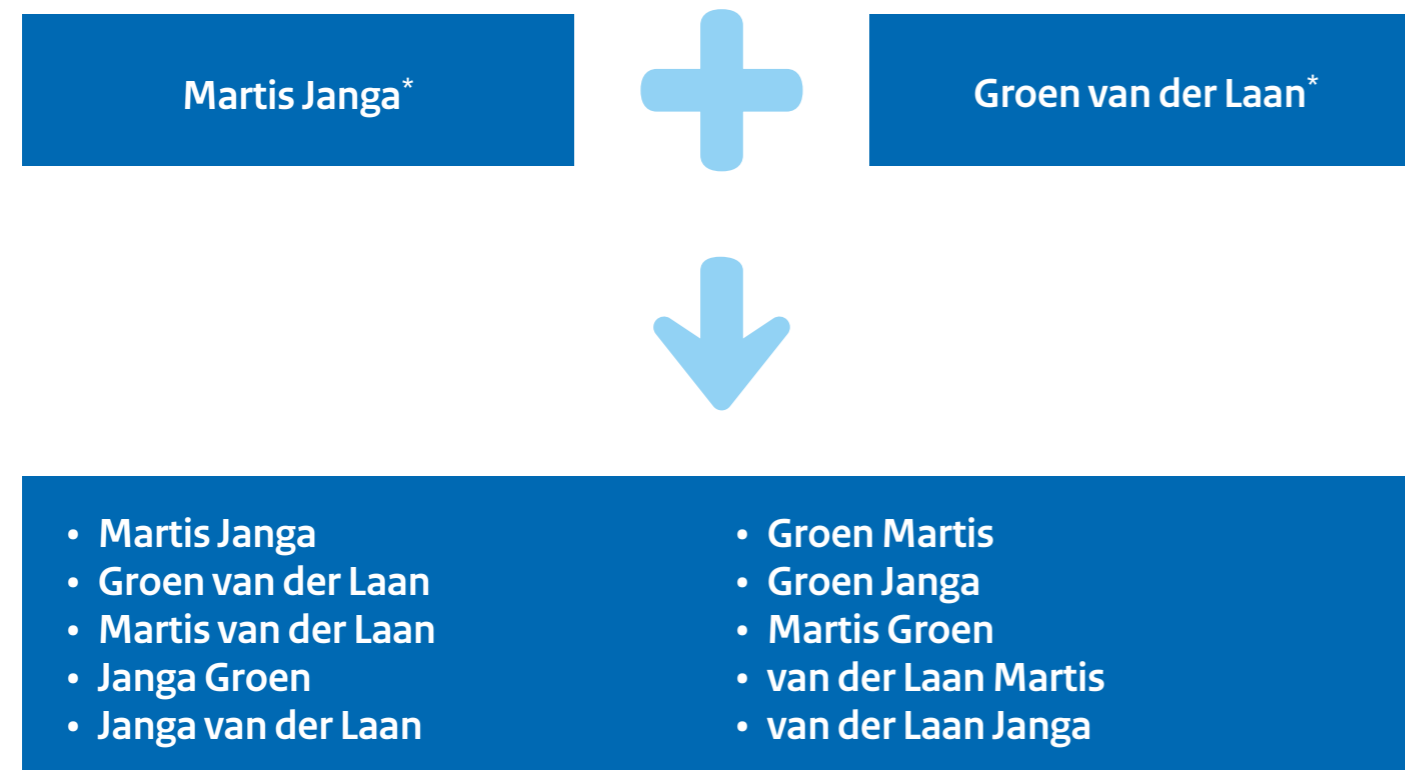 Martis Janga*
Groen van der Laan*
• Martis Janga
• Groen van der Laan
• Martis van der Laan
• Janga Groen
• Janga van der Laan
• Groen Martis
• Groen Janga
• Martis Groen
• van der Laan Martis
• van der Laan Janga